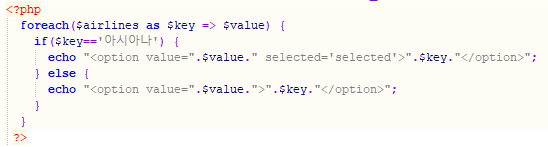 <?php
foreach($airlines as $key => $value) {
if($key=='아시아나') {
echo "<option value=".$value." selected='selected'>".$key."</option>";
} else {
echo "<option value=".$value.">".$key."</option>";
}
}
?>